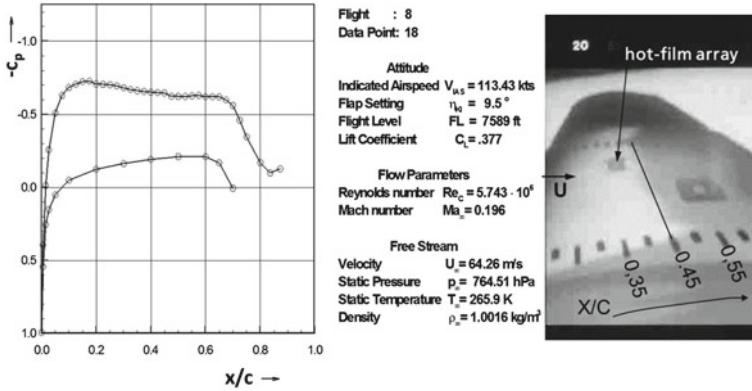 -Cp →
-1.0
-0.5
0.0
0.5
1.0
0.0
0.2
0.4
0.6
0.8
1.0
x/c →
Flight : 8
Data Point: 18
Attitude
Indicated Airspeed V_IAS = 113.43 kts
Flap Setting η_kl = 9.5°
Flight Level FL = 7589 ft
Lift Coefficient C_L = .377
Flow Parameters
Reynolds number Re_C = 5.743 · 10⁶
Mach number Ma_∞ = 0.196
Free Stream
Velocity U_∞ = 64.26 m/s
Static Pressure p_∞ = 764.51 hPa
Static Temperature T_∞ = 265.9 K
Density ρ_∞ = 1.0016 kg/m³
20
hot-film array
U
0,35
0.45
0,55
X/C